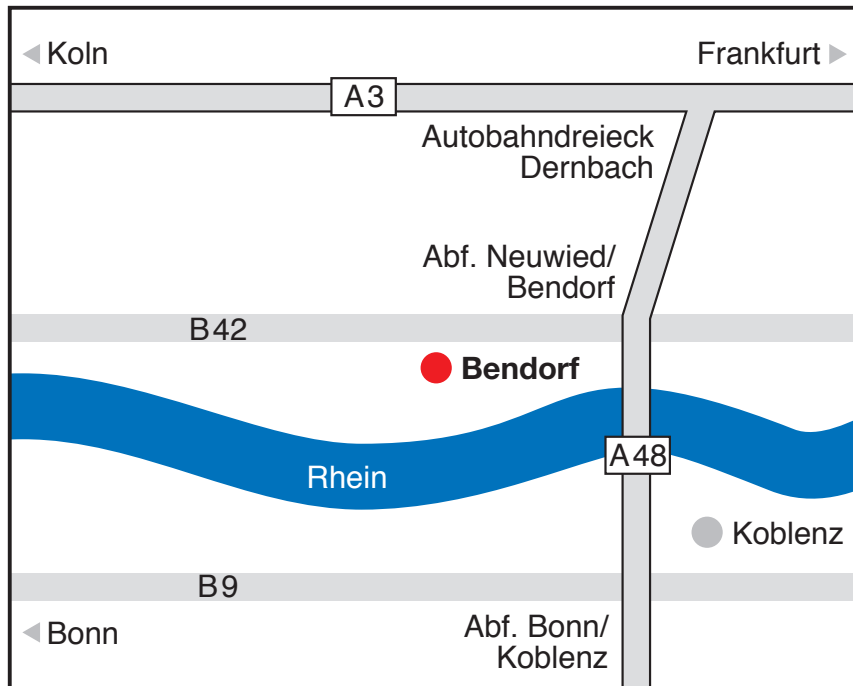 Koln
Frankfurt
A3
Autobahndreieck
Dernbach
Abf. Neuwied/
Bendorf
B42
Bendorf
Rhein
A48
Koblenz
B9
Bonn
Abf. Bonn/
Koblenz